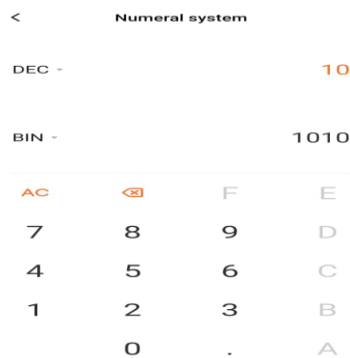 < Numeral system
DEC 10
BIN 1010
AC F E
7 8 9 D
4 5 6 C
1 2 3 B
0 . A